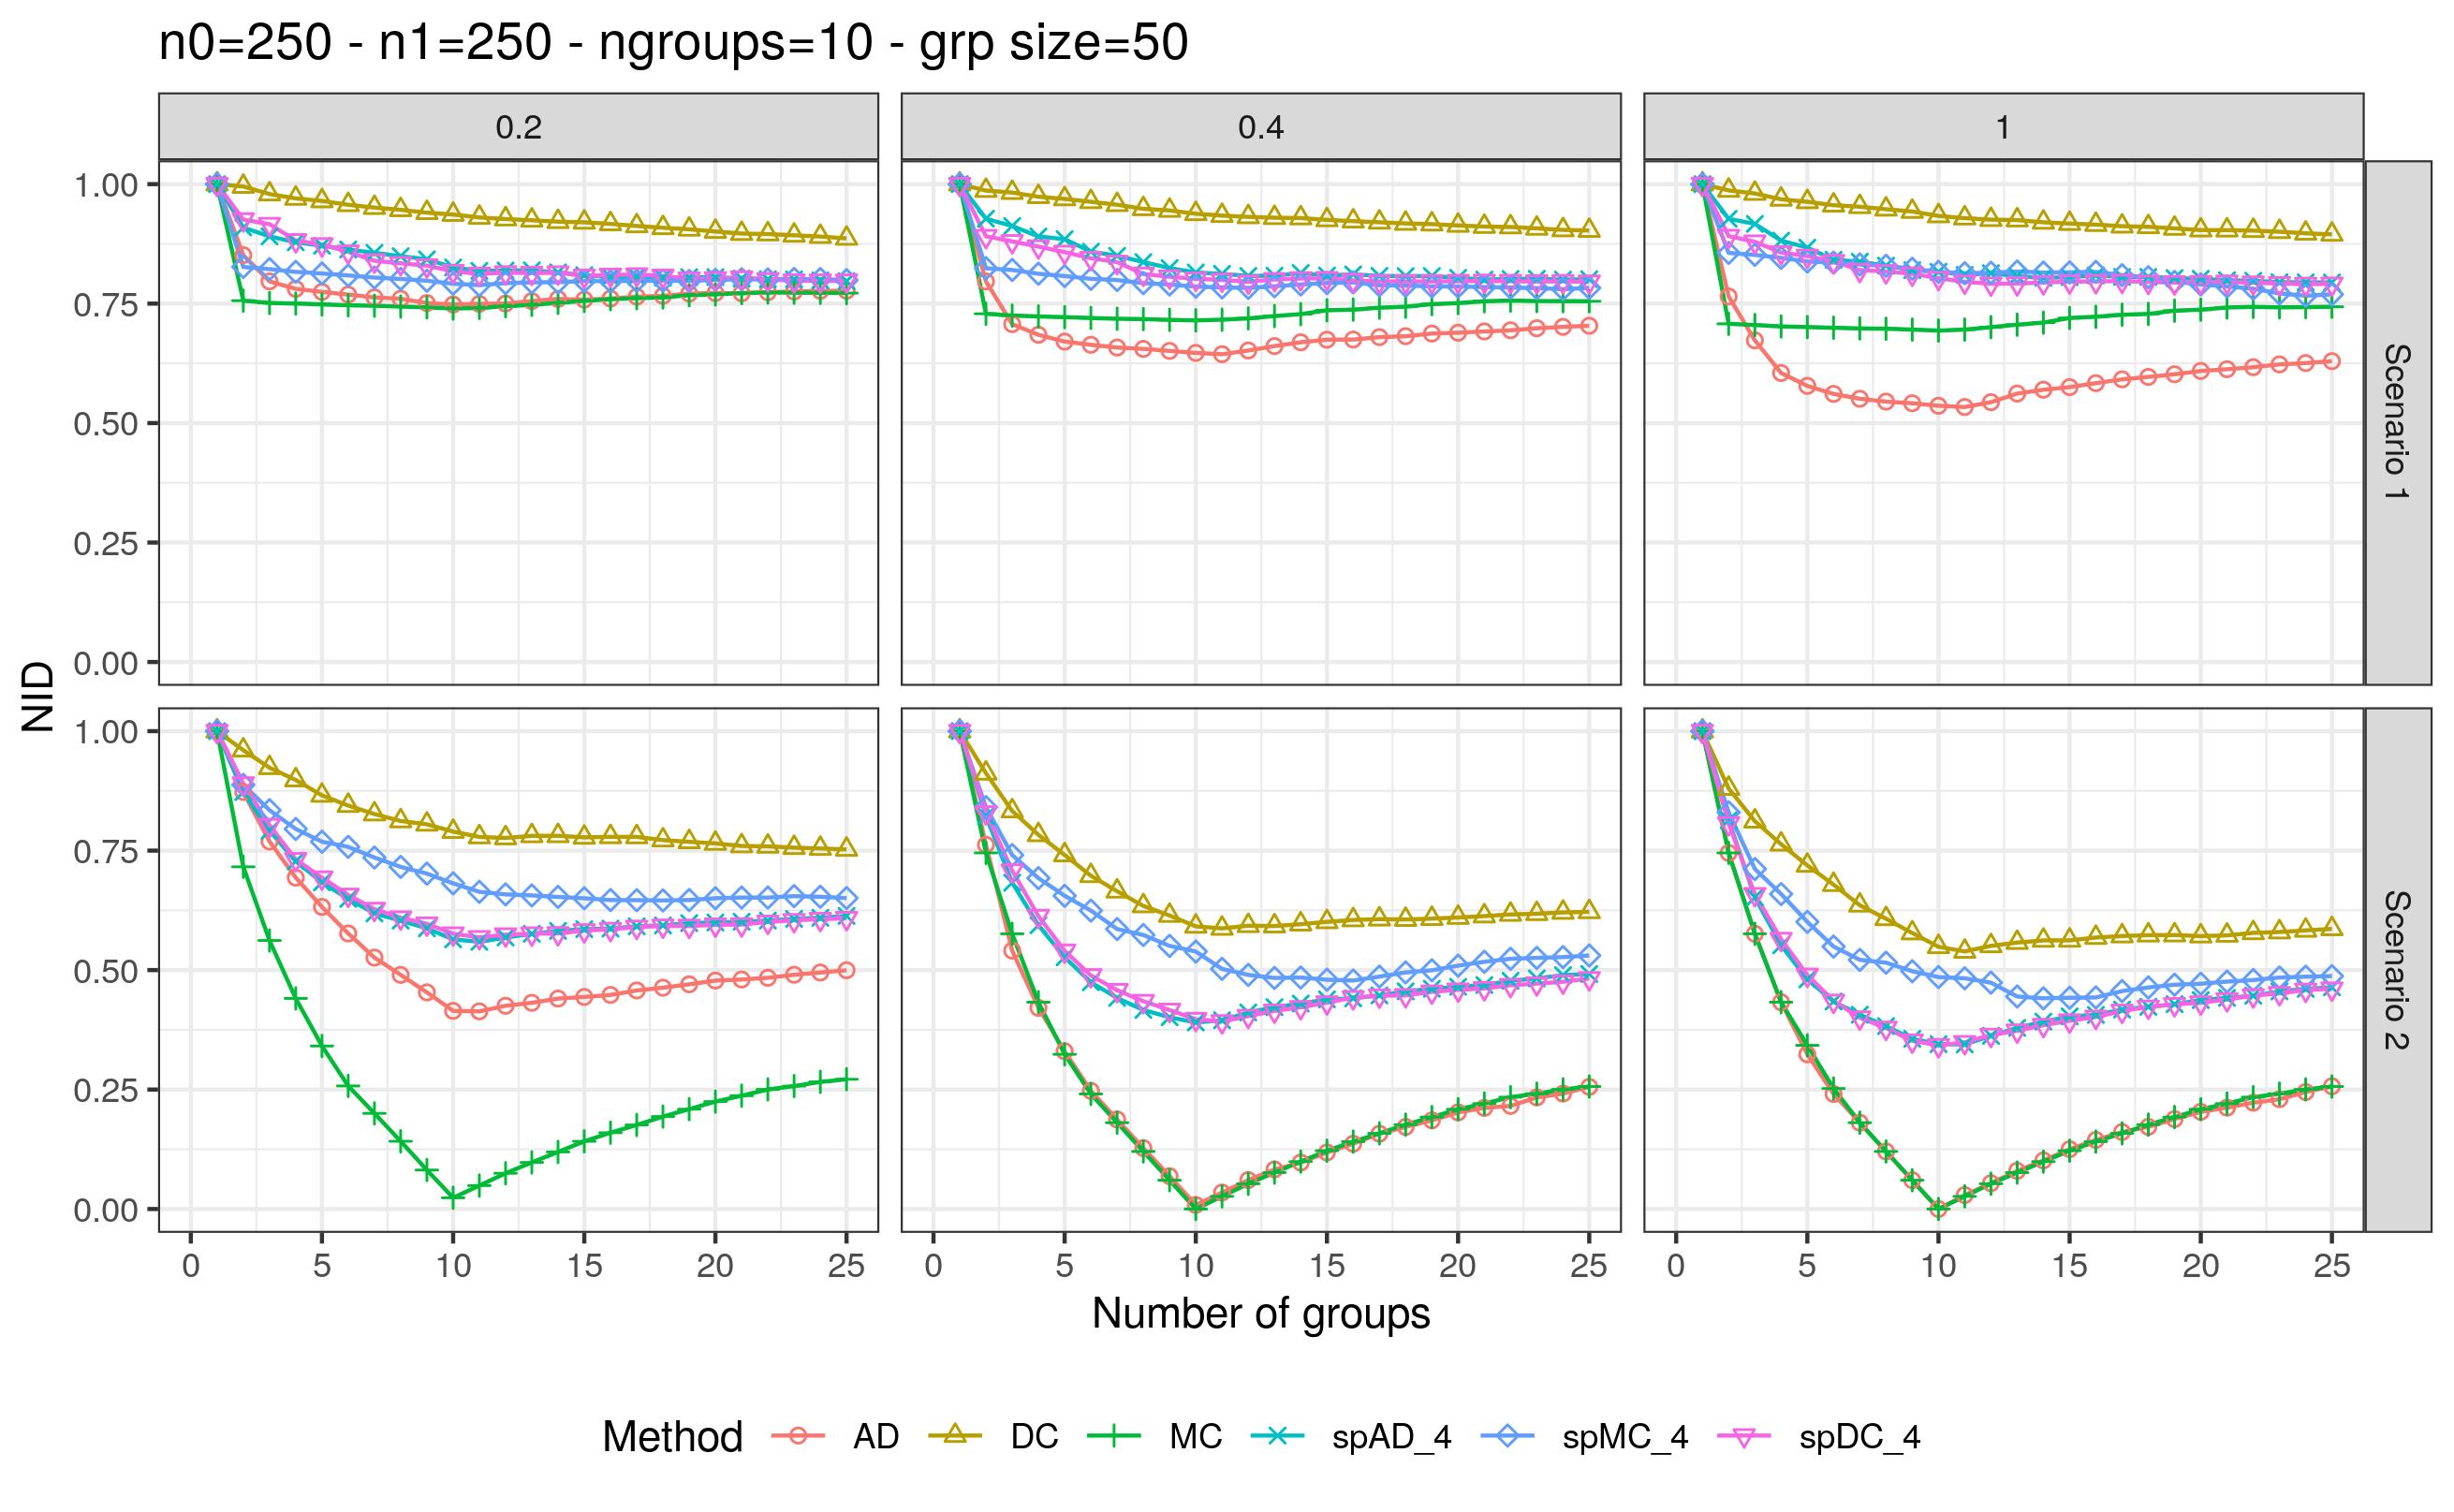 n0=250 - n1=250 - ngroups=10 - grp size=50
0.2 0.4 1
1.00
0.75
0.50
0.25
0.00
Scenario 1
NID
1.00
0.75
0.50
0.25
0.00
Scenario 2
0 5 10 15 20 25 0 5 10 15 20 25 0 5 10 15 20 25
Number of groups
Method AD DC MC spAD_4 spMC_4 spDC_4